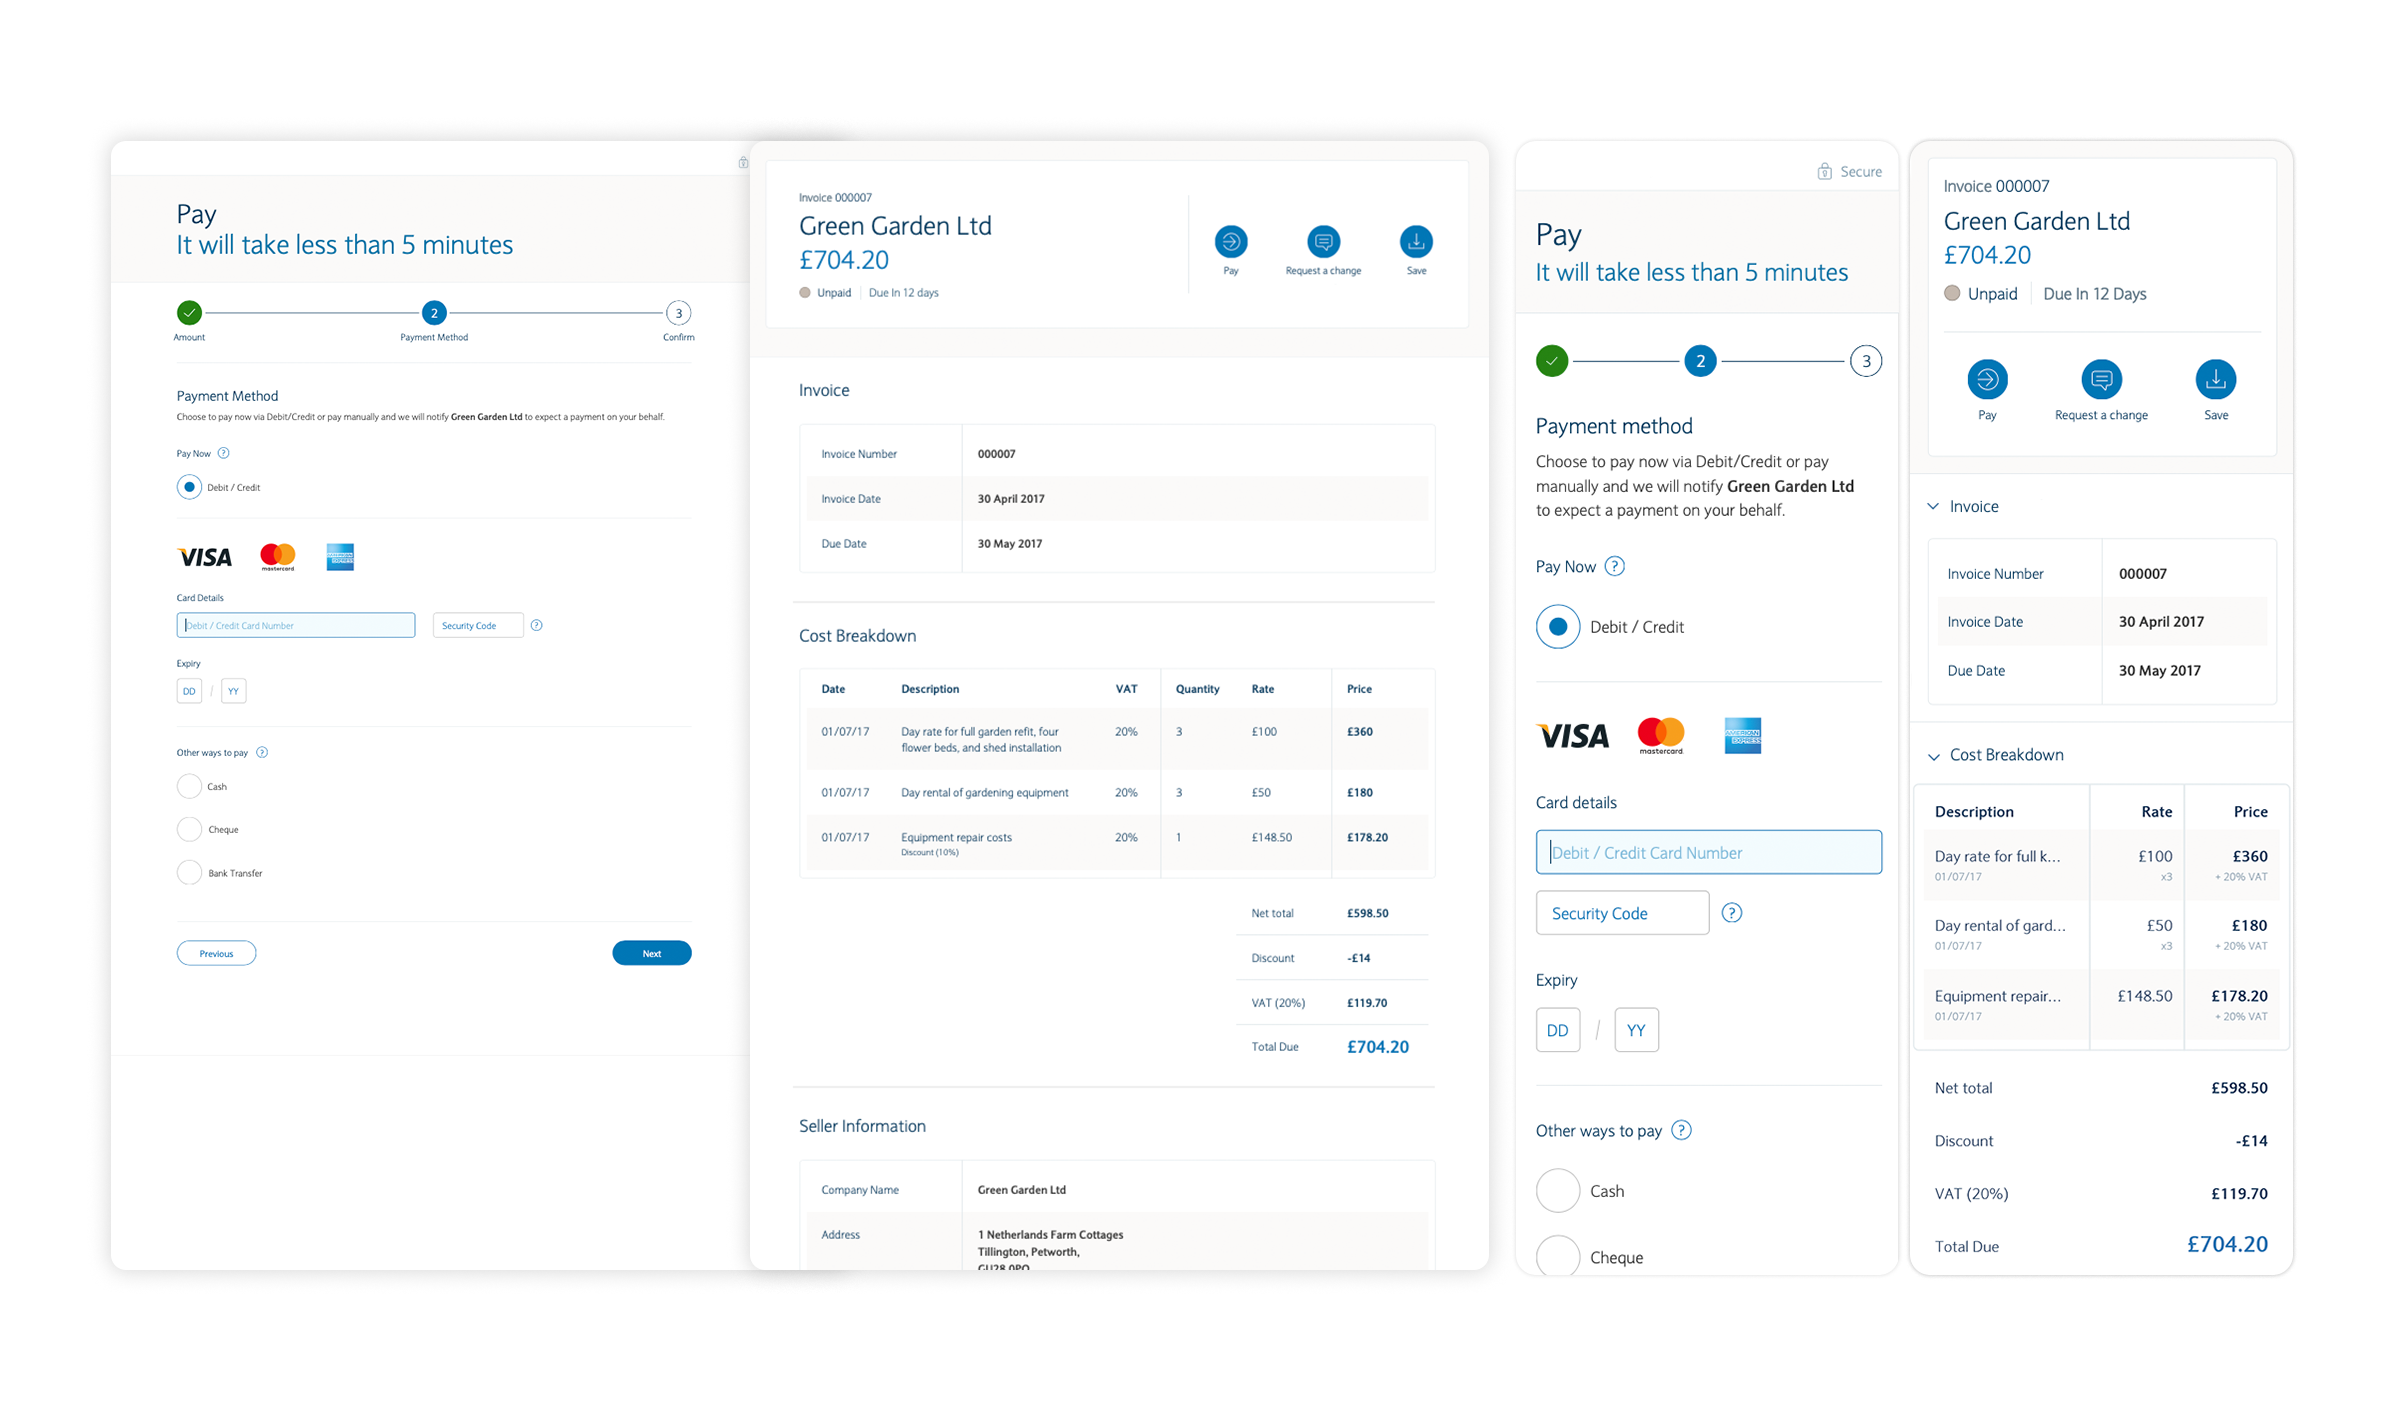 Pay
It will take less than 5 minutes
2
3
Amount
Payment Method
Confirm
Payment Method
Choose to pay now via Debit/Credit or pay manually and we will notify Green Garden Ltd to expect a payment on your behalf.
Pay Now ?
Debit / Credit
VISA mastercard AMERICAN EXPRESS
Card Details
Debit / Credit Card Number
Security Code ?
Expiry
DD / YY
Other ways to pay ?
Cash
Cheque
Bank Transfer
Previous
Next
Invoice 000007
Green Garden Ltd
£704.20
Unpaid Due In 12 days
Pay
Request a change
Save
Invoice
Invoice Number 000007
Invoice Date 30 April 2017
Due Date 30 May 2017
Cost Breakdown
Date Description VAT Quantity Rate Price
01/07/17 Day rate for full garden refit, four 20% 3 £100 £360
flower beds, and shed installation
01/07/17 Day rental of gardening equipment 20% 3 £50 £180
01/07/17 Equipment repair costs 20% 1 £148.50 £178.20
Discount (10%)
Net total £598.50
Discount -£14
VAT (20%) £119.70
Total Due £704.20
Seller Information
Company Name Green Garden Ltd
Address 1 Netherlands Farm Cottages
Tillington, Petworth,
GU28 0PQ
Secure
Pay
It will take less than 5 minutes
2
3
Payment method
Choose to pay now via Debit/Credit or pay
manually and we will notify Green Garden Ltd
to expect a payment on your behalf.
Pay Now ?
Debit / Credit
VISA mastercard AMERICAN EXPRESS
Card details
Debit / Credit Card Number
Security Code ?
Expiry
DD / YY
Other ways to pay ?
Cash
Cheque
Invoice 000007
Green Garden Ltd
£704.20
Unpaid Due In 12 Days
Pay
Request a change
Save
Invoice
Invoice Number 000007
Invoice Date 30 April 2017
Due Date 30 May 2017
Cost Breakdown
Description Rate Price
Day rate for full k... £100 £360
01/07/17 x3 + 20% VAT
Day rental of gard... £50 £180
01/07/17 x3 + 20% VAT
Equipment repair... £148.50 £178.20
01/07/17 + 20% VAT
Net total £598.50
Discount -£14
VAT (20%) £119.70
Total Due £704.20